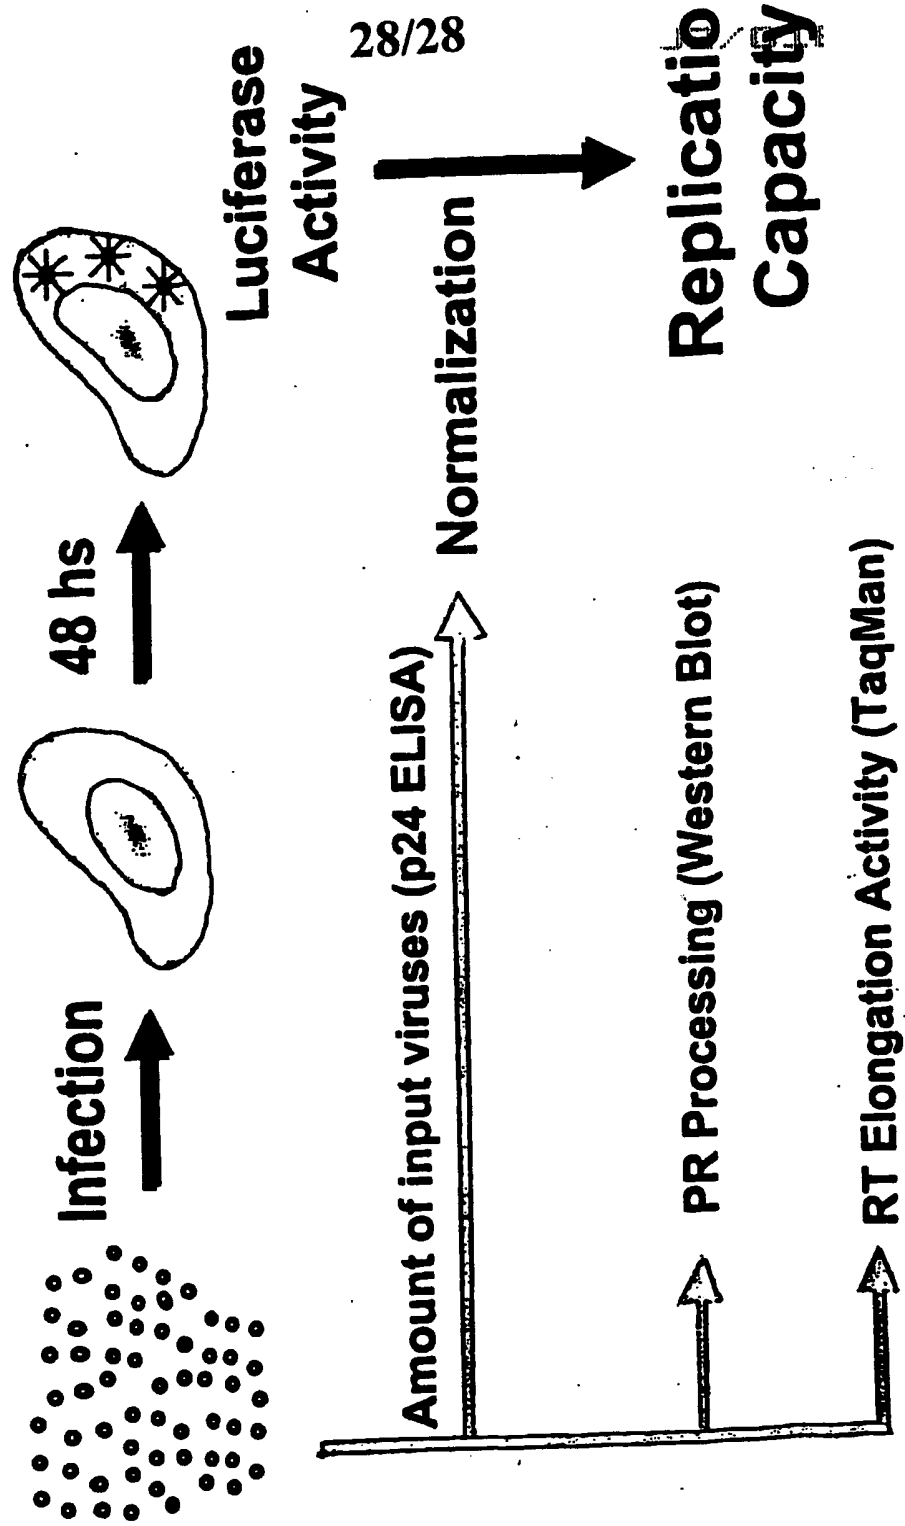 28/28
Infection
48 hs
Luciferase
Activity
Amount of input viruses (p24 ELISA)
Normalization
PR Processing (Western Blot)
Replicatio
Capacity
RT Elongation Activity (TaqMan)